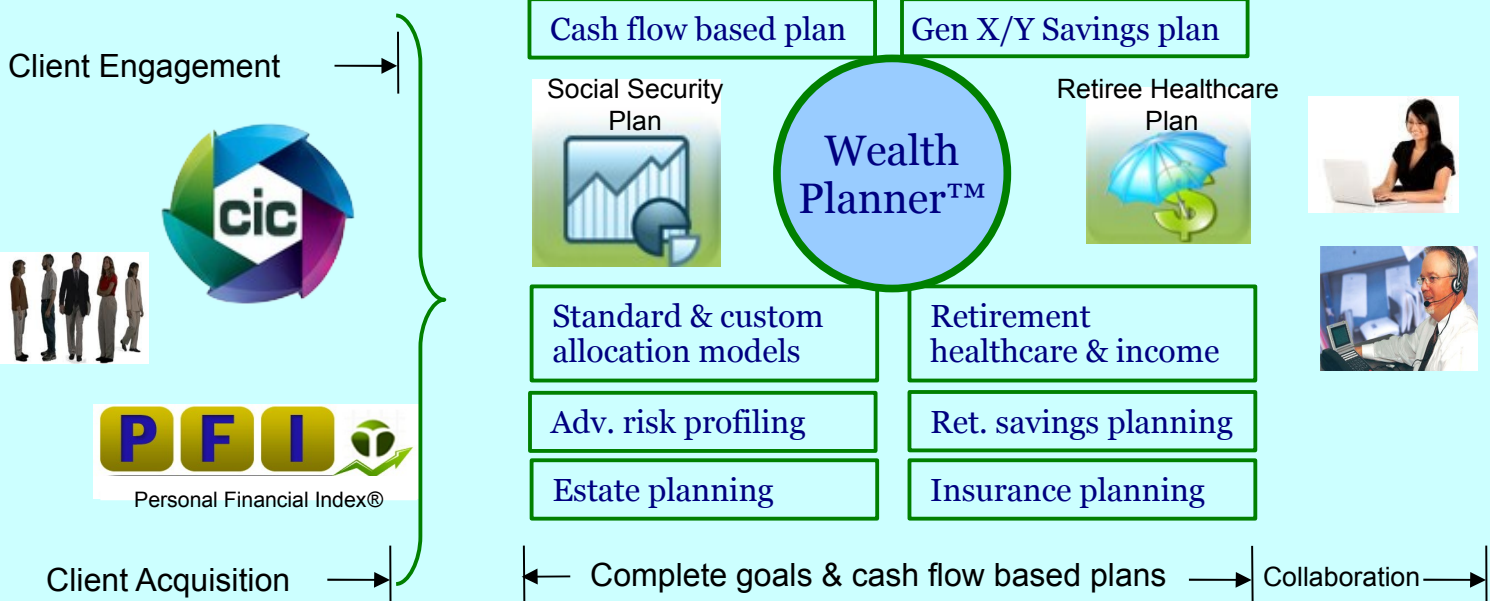 Client Engagement
cic
P F I
Personal Financial Index®
Client Acquisition
Cash flow based plan
Gen X/Y Savings plan
Social Security
Plan
Wealth
Planner™
Retiree Healthcare
Plan
$
Standard & custom
allocation models
Retirement
healthcare & income
Adv. risk profiling
Ret. savings planning
Estate planning
Insurance planning
Complete goals & cash flow based plans
Collaboration